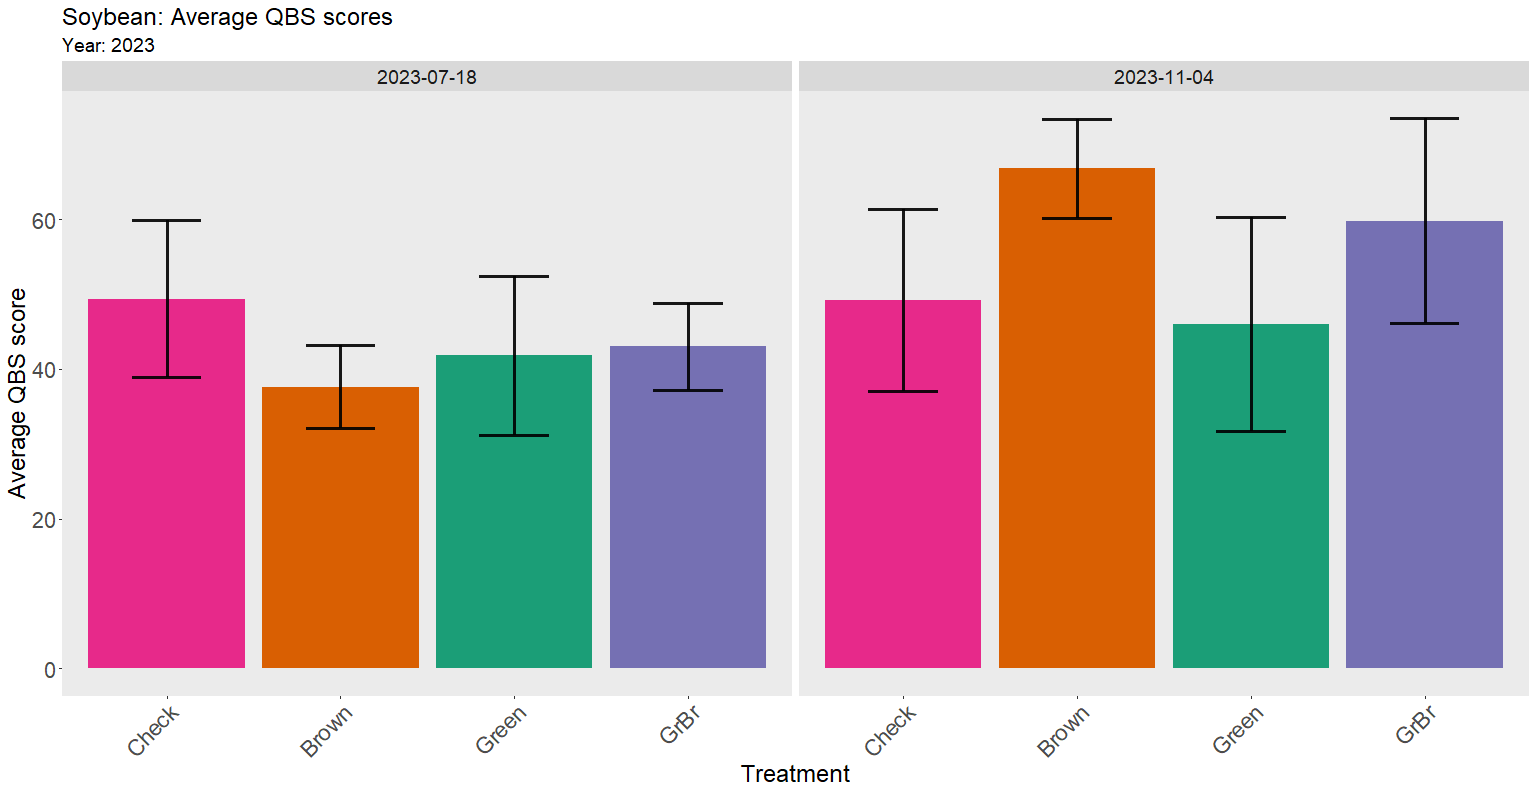 Soybean: Average QBS scores
Year: 2023
2023-07-18
2023-11-04
Average QBS score
60
40
20
0
Check
Brown
Green
GrBr
Check
Brown
Green
GrBr
Treatment